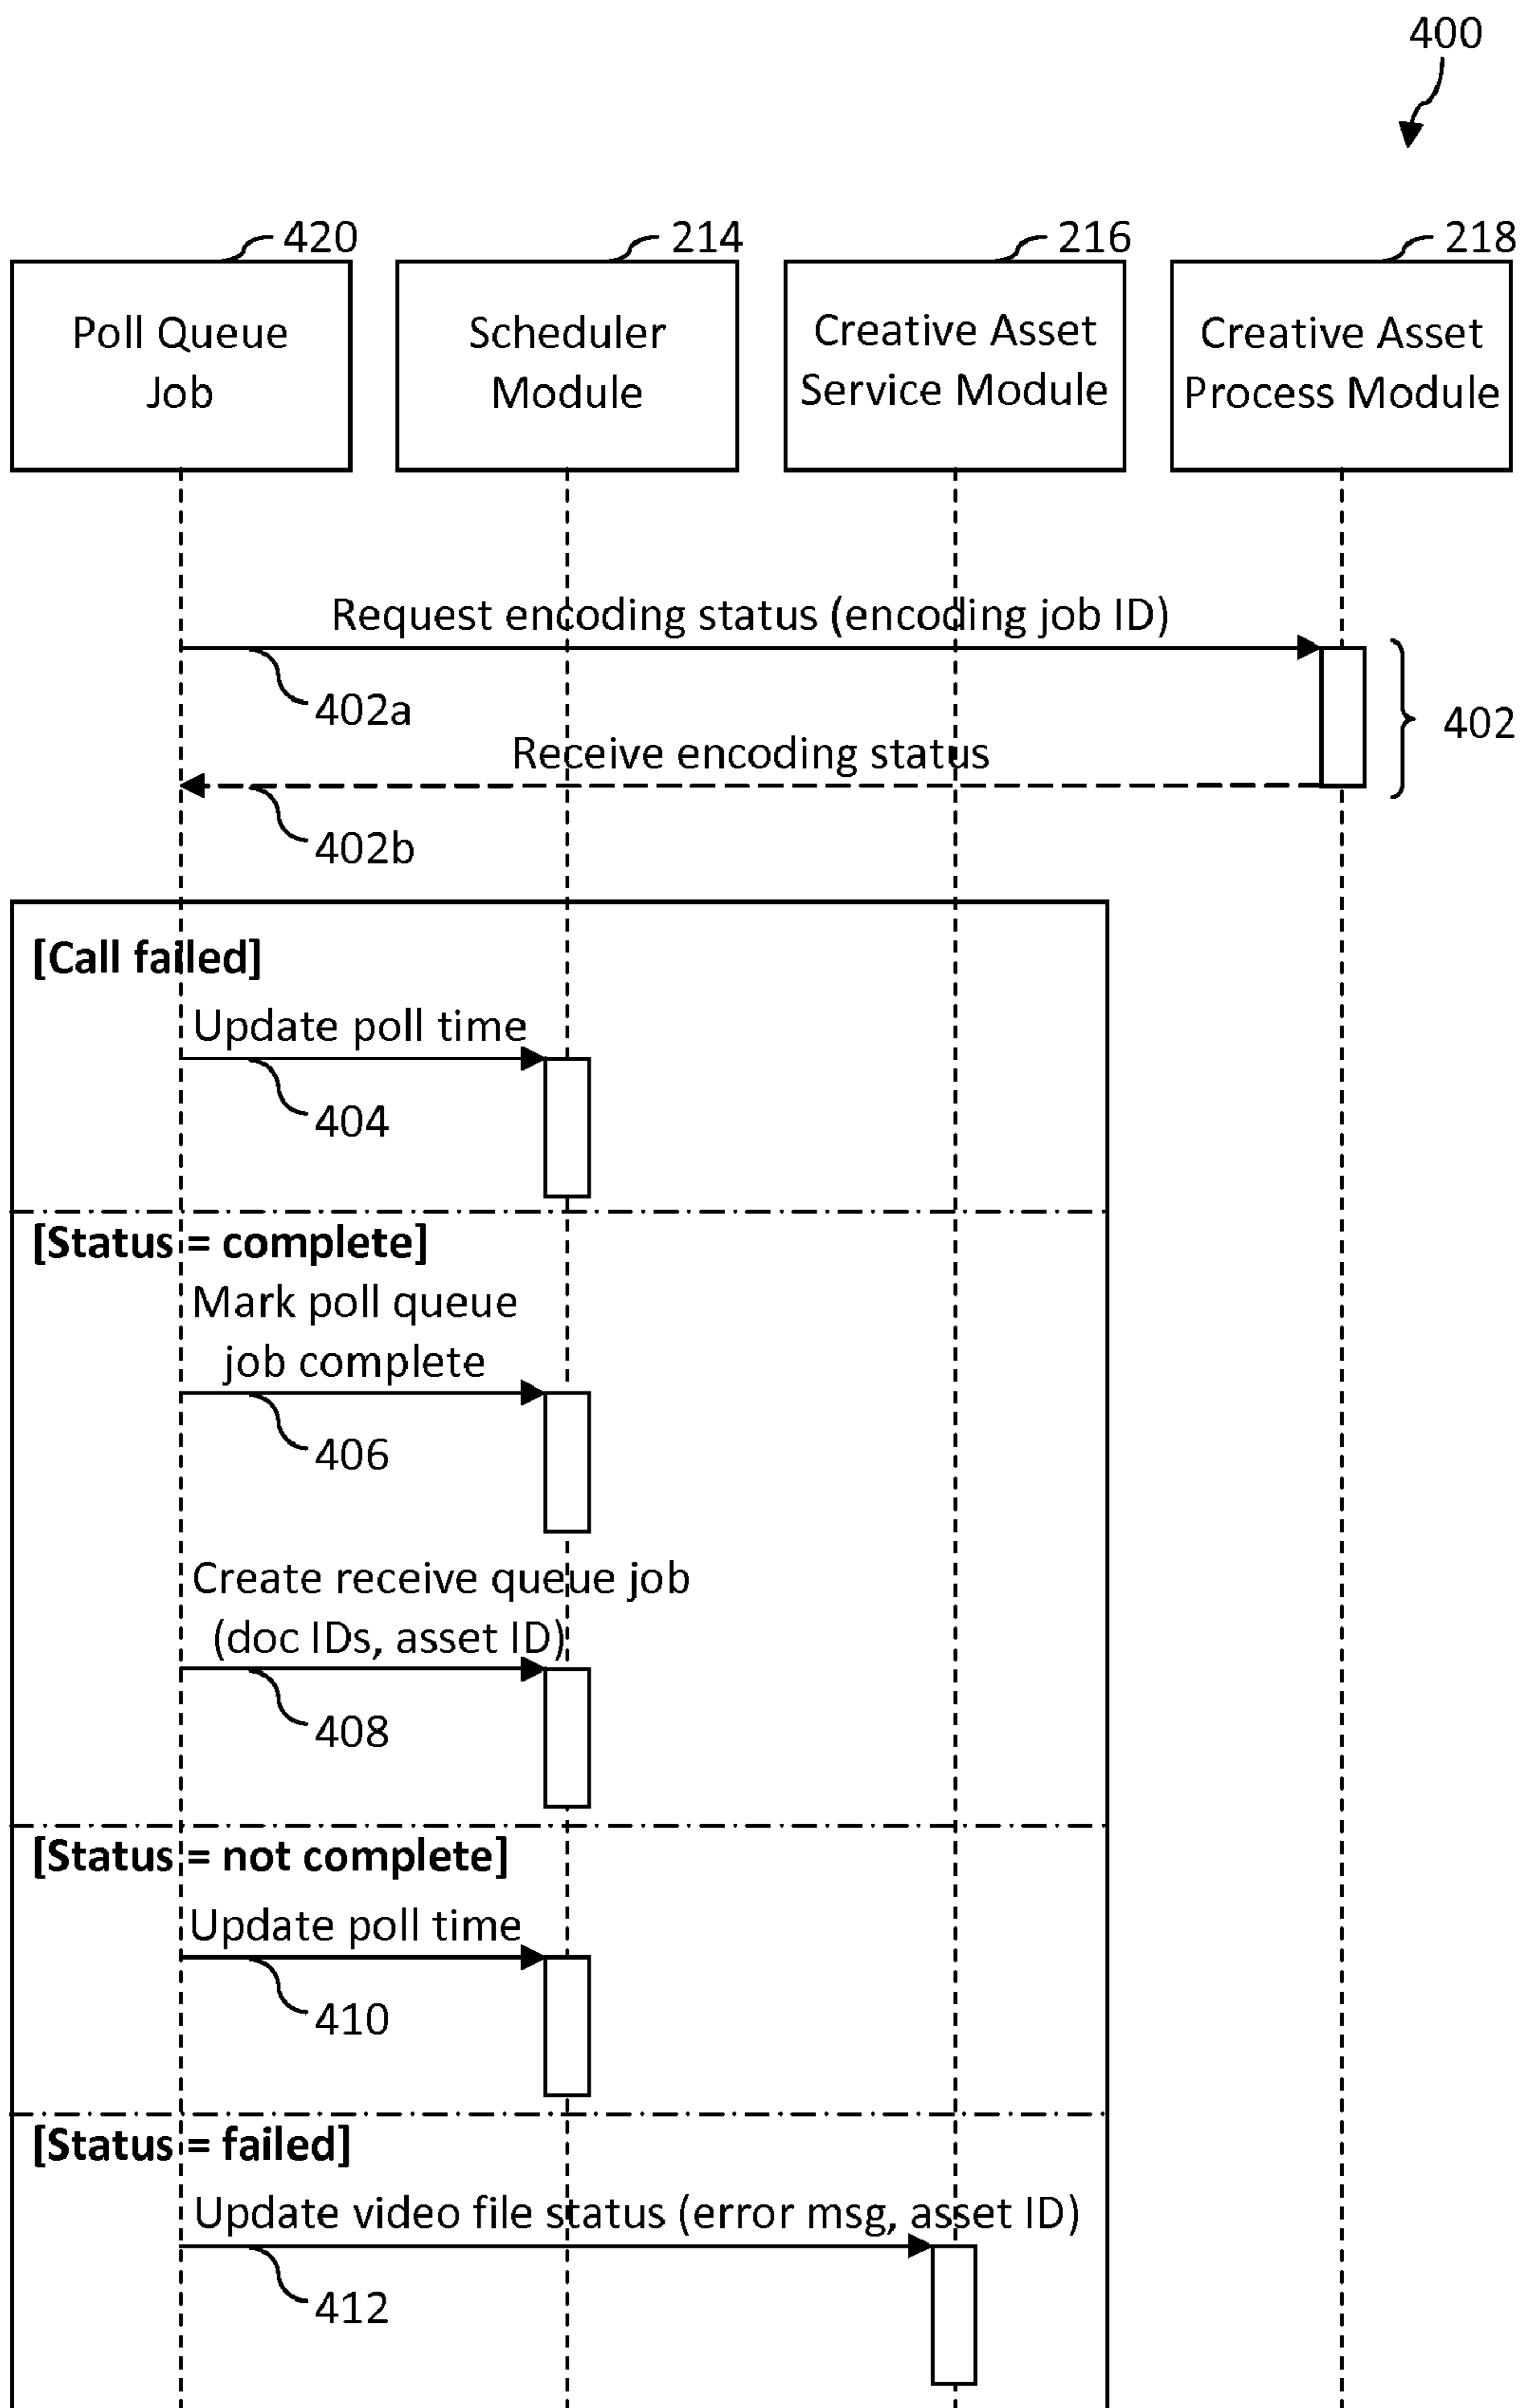 400
420
214
216
218
Poll Queue
Job
Scheduler
Module
Creative Asset
Service Module
Creative Asset
Process Module
Request encoding status (encoding job ID)
402a
402
Receive encoding status
402b
[Call failed]
Update poll time
404
[Status = complete]
Mark poll queue
job complete
406
Create receive queue job
(doc IDs, asset ID)
408
[Status = not complete]
Update poll time
410
[Status = failed]
Update video file status (error msg, asset ID)
412